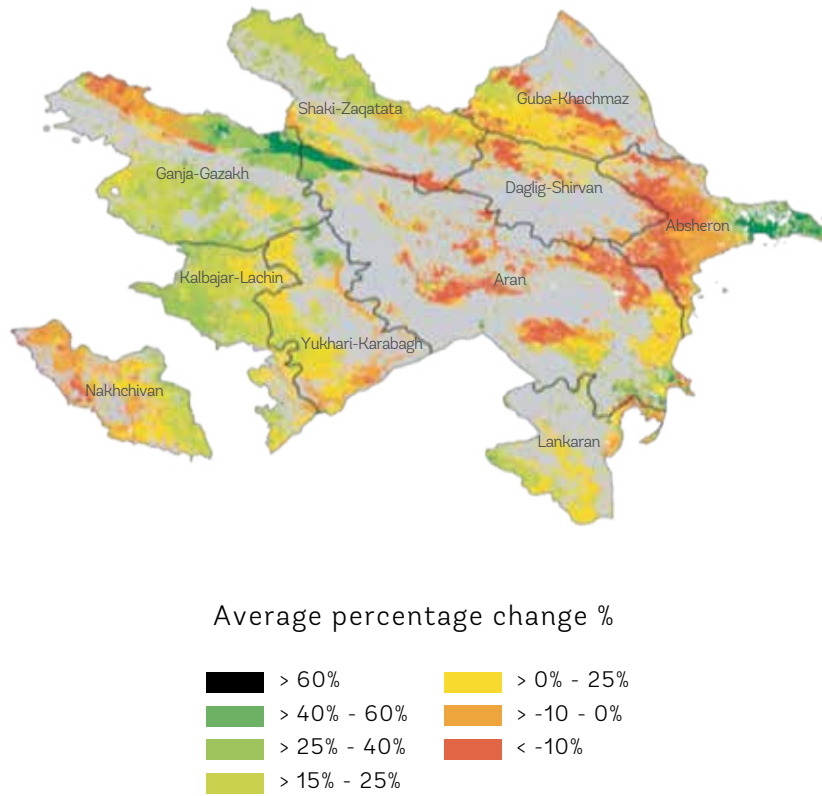 Shaki-Zaqatata
Guba-Khachmaz
Ganja-Gazakh
Daglig-Shirvan
Absheron
Kalbajar-Lachin
Aran
Yukhari-Karabagh
Nakhchivan
Lankaran
Average percentage change %
> 60%
> 40% - 60%
> 25% - 40%
> 15% - 25%
> 0% - 25%
> -10 - 0%
< -10%